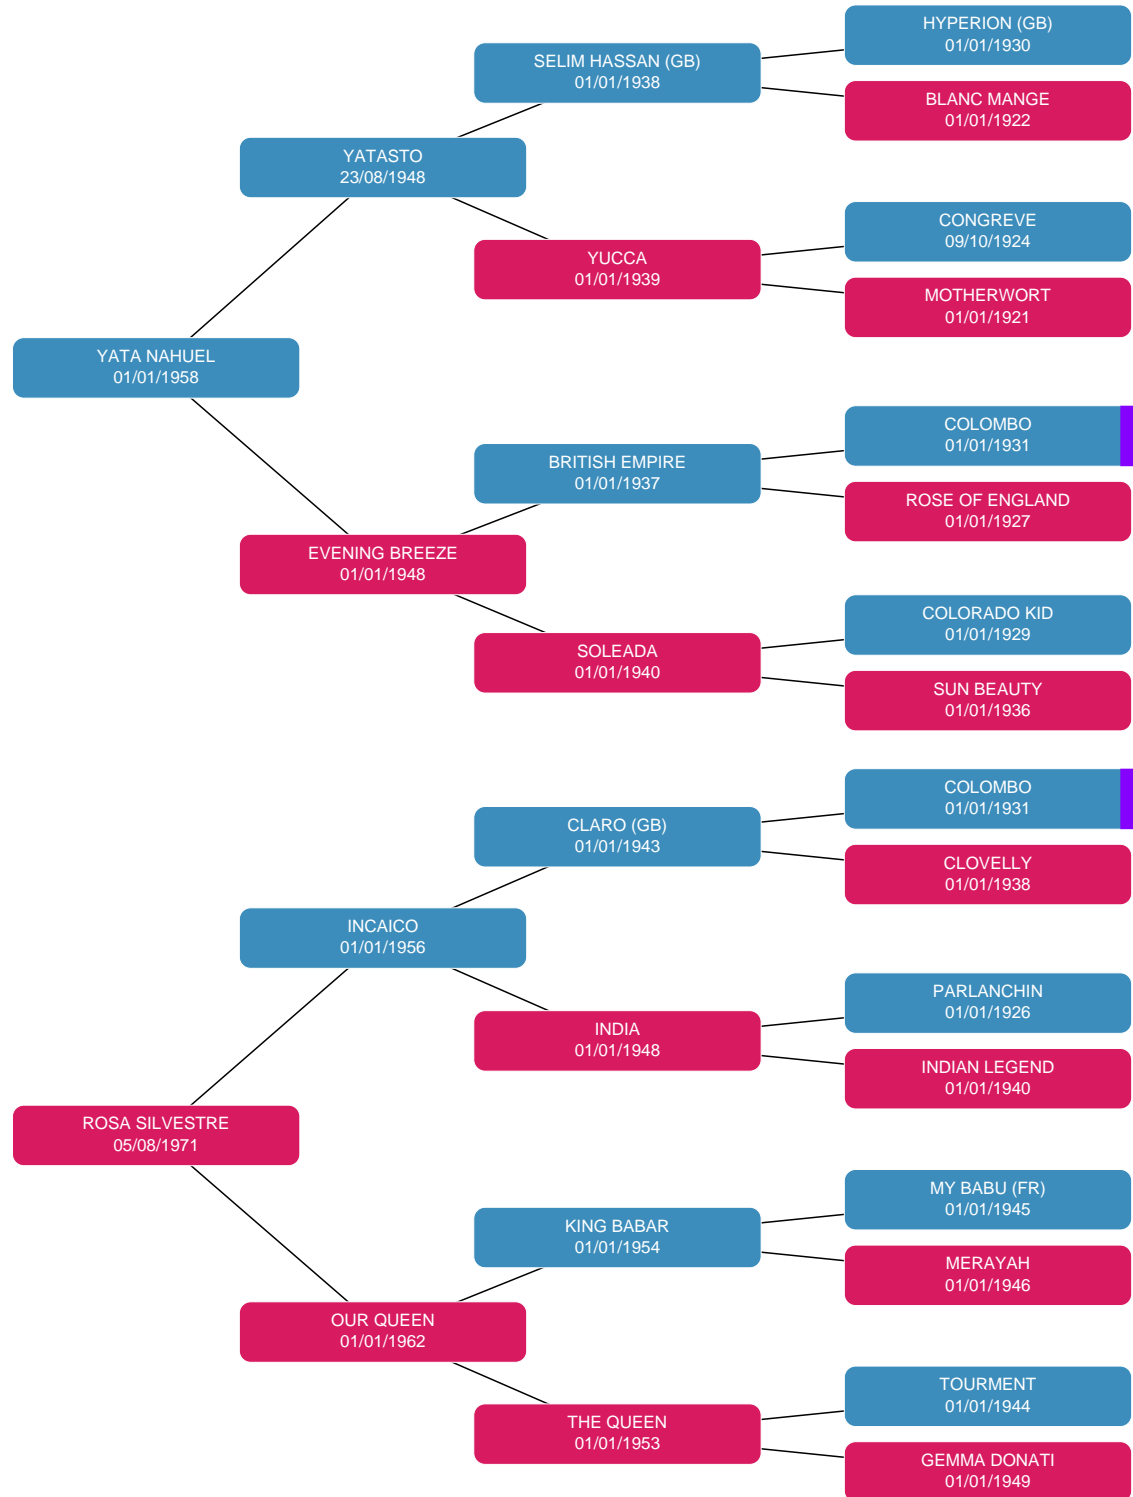 HYPERION (GB)
01/01/1930
SELIM HASSAN (GB)
01/01/1938
BLANC MANGE
01/01/1922
YATASTO
23/08/1948
CONGREVE
09/10/1924
YUCCA
01/01/1939
MOTHERWORT
01/01/1921
YATA NAHUEL
01/01/1958
COLOMBO
01/01/1931
BRITISH EMPIRE
01/01/1937
ROSE OF ENGLAND
01/01/1927
EVENING BREEZE
01/01/1948
COLORADO KID
01/01/1929
SOLEADA
01/01/1940
SUN BEAUTY
01/01/1936
COLOMBO
01/01/1931
CLARO (GB)
01/01/1943
CLOVELLY
01/01/1938
INCAICO
01/01/1956
PARLANCHIN
01/01/1926
INDIA
01/01/1948
INDIAN LEGEND
01/01/1940
ROSA SILVESTRE
05/08/1971
MY BABU (FR)
01/01/1945
KING BABAR
01/01/1954
MERAYAH
01/01/1946
OUR QUEEN
01/01/1962
TOURMENT
01/01/1944
THE QUEEN
01/01/1953
GEMMA DONATI
01/01/1949